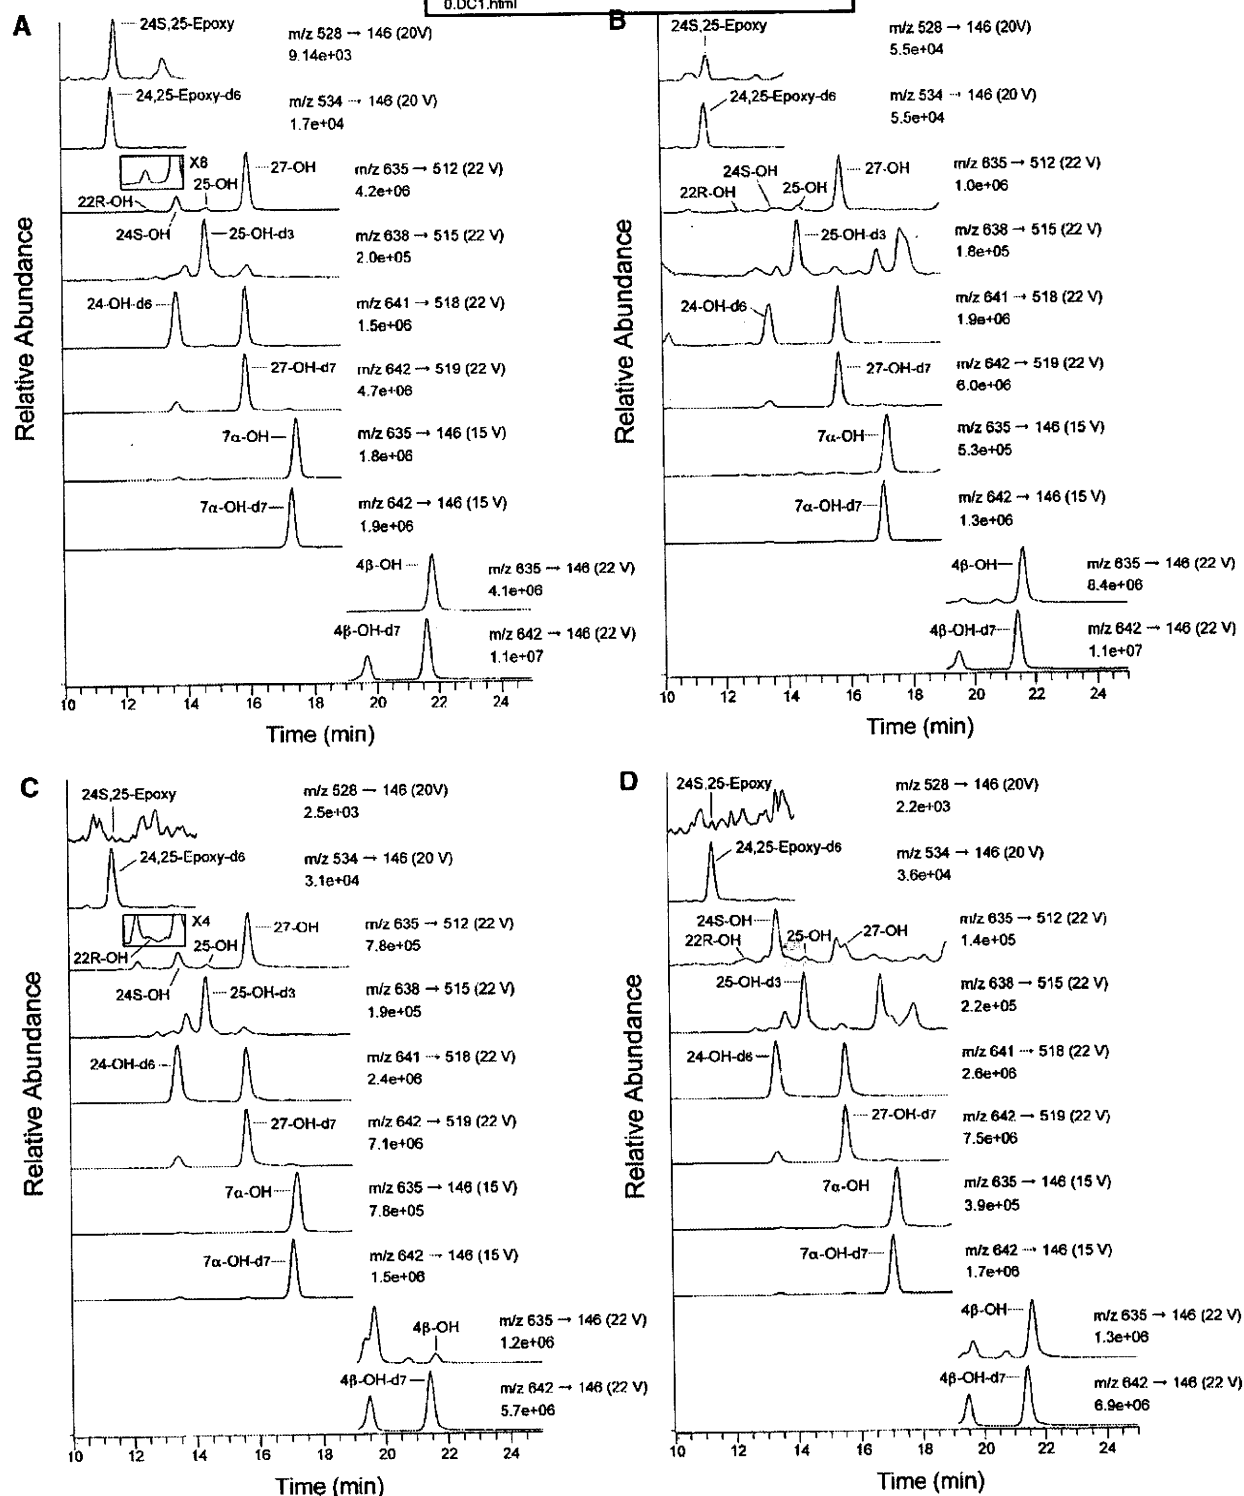 0.DC1.html
A
24S,25-Epoxy
m/z 528 → 146 (20V)
9.14e+03
24,25-Epoxy-d6
m/z 534 → 146 (20 V)
1.7e+04
X8
27-OH
m/z 635 → 512 (22 V)
4.2e+06
25-OH
22R-OH
24S-OH
25-OH-d3
m/z 638 → 515 (22 V)
2.0e+05
24-OH-d6
m/z 641 → 518 (22 V)
1.5e+06
27-OH-d7
m/z 642 → 519 (22 V)
4.7e+06
7α-OH
m/z 635 → 146 (15 V)
1.8e+06
7α-OH-d7
m/z 642 → 146 (15 V)
1.9e+06
4β-OH
m/z 635 → 146 (22 V)
4.1e+06
4β-OH-d7
m/z 642 → 146 (22 V)
1.1e+07
Relative Abundance
10 12 14 16 18 20 22 24
Time (min)
B
24S,25-Epoxy
m/z 528 → 146 (20V)
5.5e+04
24,25-Epoxy-d6
m/z 534 → 146 (20 V)
5.5e+04
24S-OH
27-OH
m/z 635 → 512 (22 V)
1.0e+06
22R-OH
25-OH
25-OH-d3
m/z 638 → 515 (22 V)
1.8e+05
24-OH-d6
m/z 641 → 518 (22 V)
1.9e+06
27-OH-d7
m/z 642 → 519 (22 V)
6.0e+06
7α-OH
m/z 635 → 146 (15 V)
5.3e+05
7α-OH-d7
m/z 642 → 146 (15 V)
1.3e+06
4β-OH
m/z 635 → 146 (22 V)
8.4e+06
4β-OH-d7
m/z 642 → 146 (22 V)
1.1e+07
Relative Abundance
10 12 14 16 18 20 22 24
Time (min)
C
24S,25-Epoxy
m/z 528 → 146 (20V)
2.5e+03
24,25-Epoxy-d6
m/z 534 → 146 (20 V)
3.1e+04
X4
27-OH
m/z 635 → 512 (22 V)
7.8e+05
25-OH
22R-OH
24S-OH
25-OH-d3
m/z 638 → 515 (22 V)
1.9e+05
24-OH-d6
m/z 641 → 518 (22 V)
2.4e+06
27-OH-d7
m/z 642 → 519 (22 V)
7.1e+06
7α-OH
m/z 635 → 146 (15 V)
7.8e+05
7α-OH-d7
m/z 642 → 146 (15 V)
1.5e+06
4β-OH
m/z 635 → 146 (22 V)
1.2e+06
4β-OH-d7
m/z 642 → 146 (22 V)
5.7e+06
Relative Abundance
10 12 14 16 18 20 22 24
Time (min)
D
24S,25-Epoxy
m/z 528 → 146 (20V)
2.2e+03
24,25-Epoxy-d6
m/z 534 → 146 (20 V)
3.6e+04
24S-OH
m/z 635 → 512 (22 V)
1.4e+05
22R-OH
25-OH
27-OH
25-OH-d3
m/z 638 → 515 (22 V)
2.2e+05
24-OH-d6
m/z 641 → 518 (22 V)
2.6e+06
27-OH-d7
m/z 642 → 519 (22 V)
7.5e+06
7α-OH
m/z 635 → 146 (15 V)
3.9e+05
7α-OH-d7
m/z 642 → 146 (15 V)
1.7e+06
4β-OH
m/z 635 → 146 (22 V)
1.3e+06
4β-OH-d7
m/z 642 → 146 (22 V)
6.9e+06
Relative Abundance
10 12 14 16 18 20 22 24
Time (min)